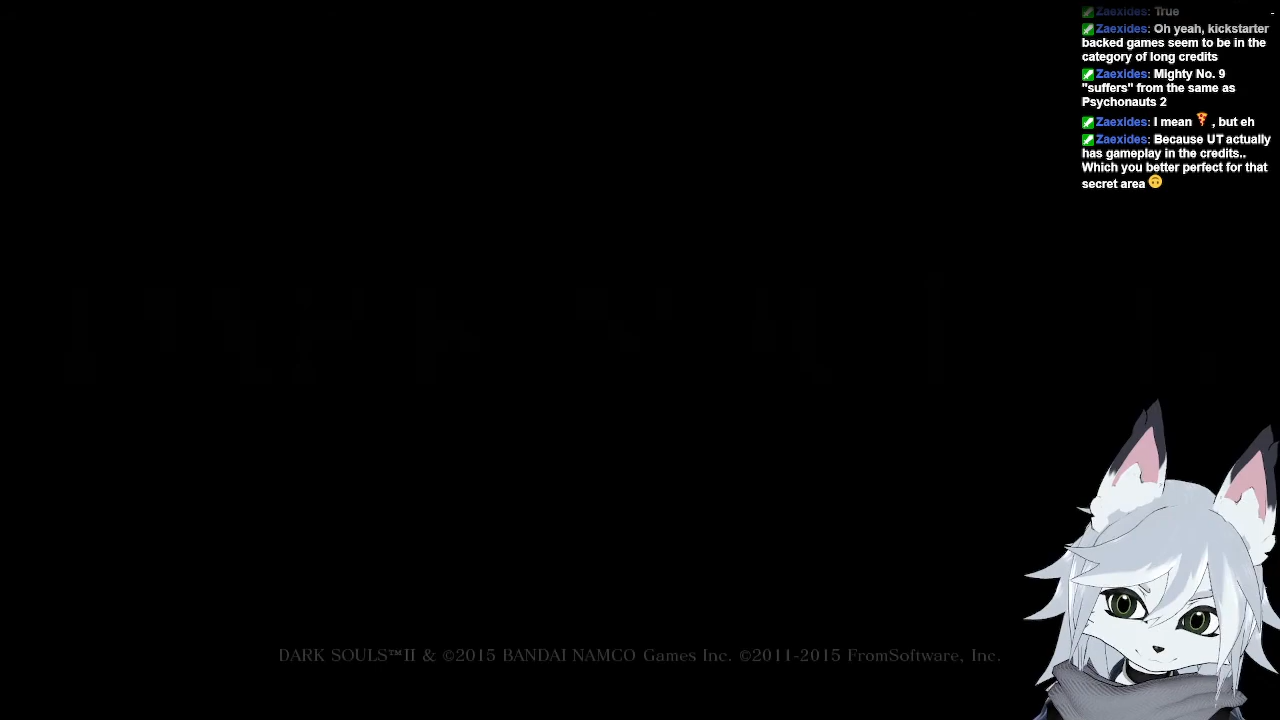 Zaexides: True
Zaexides: Oh yeah, kickstarter
backed games seem to be in the
category of long credits
Zaexides: Mighty No. 9
"suffers" from the same as
Psychonauts 2
Zaexides: I mean 🍕 , but eh
Zaexides: Because UT actually
has gameplay in the credits..
Which you better perfect for that
secret area 🙃
DARK SOULS™II & ©2015 BANDAI NAMCO Games Inc. ©2011-2015 FromSoftware, Inc.